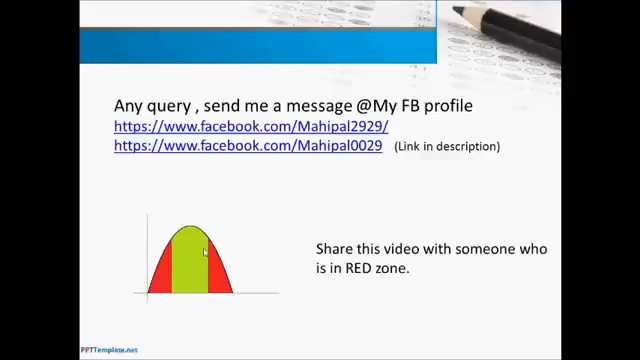 Any query , send me a message @My FB profile
https://www.facebook.com/Mahipal2929/
https://www.facebook.com/Mahipal0029 (Link in description)
Share this video with someone who
is in RED zone.
PPTTemplate.net